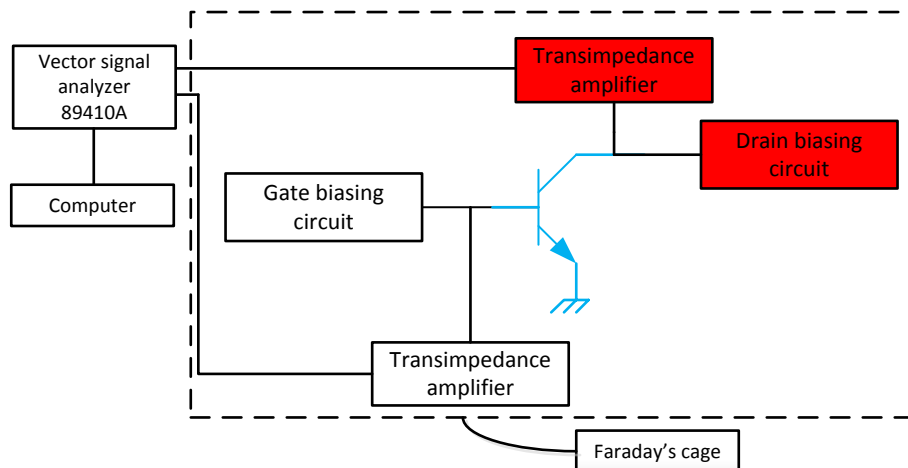 Vector signal
analyzer
89410A
Transimpedance
amplifier
Drain biasing
circuit
Gate biasing
circuit
Computer
Transimpedance
amplifier
Faraday's cage